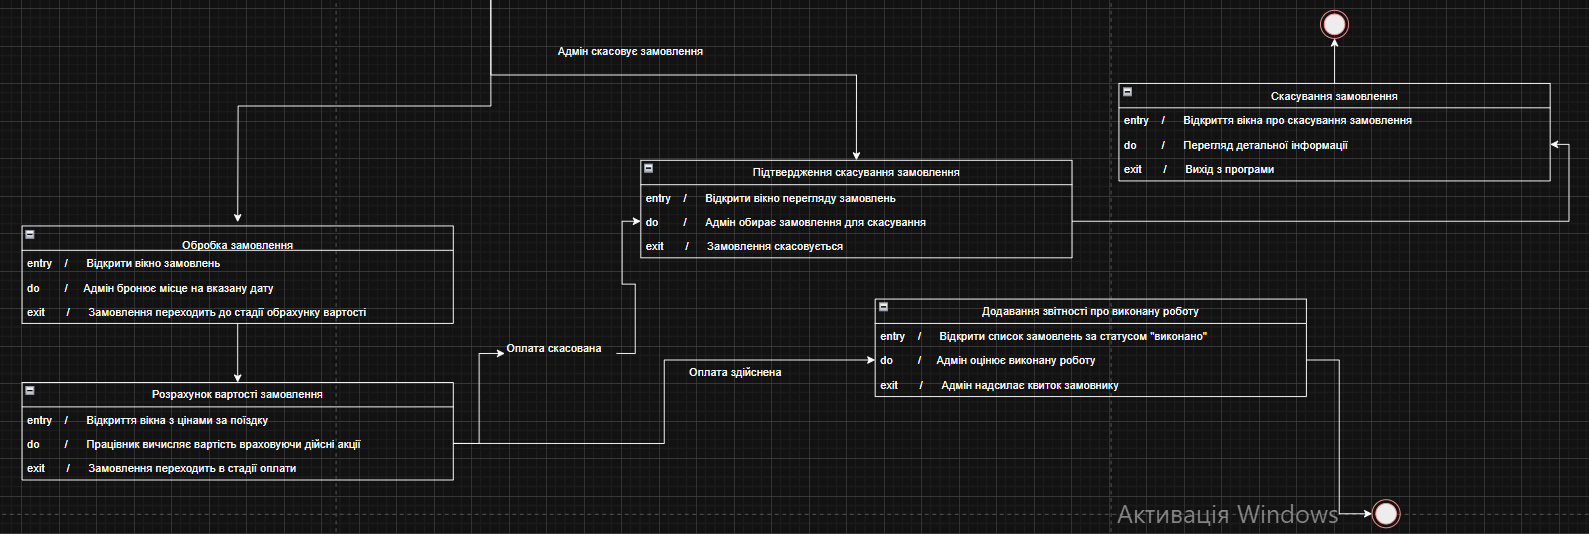 Адмін скасовує замовлення
Скасування замовлення
entry / Відкриття вікна про скасування замовлення
do / Перегляд детальної інформації
exit / Вихід з програми
Підтвердження скасування замовлення
entry / Відкрити вікно перегляду замовлень
do / Адмін обирає замовлення для скасування
exit / Замовлення скасовується
Обробка замовлення
entry / Відкрити вікно замовлень
do / Адмін бронює місце на вказану дату
exit / Замовлення переходить до стадії обрахунку вартості
Додавання звітності про виконану роботу
entry / Відкрити список замовлень за статусом "виконано"
do / Адмін оцінює виконану роботу
exit / Адмін надсилає квиток замовнику
Оплата скасована
Оплата здійснена
Розрахунок вартості замовлення
entry / Відкриття вікна з цінами за поїздку
do / Працівник вичисляє вартість враховуючи дійсні акції
exit / Замовлення переходить в стадії оплати
Активація Windows